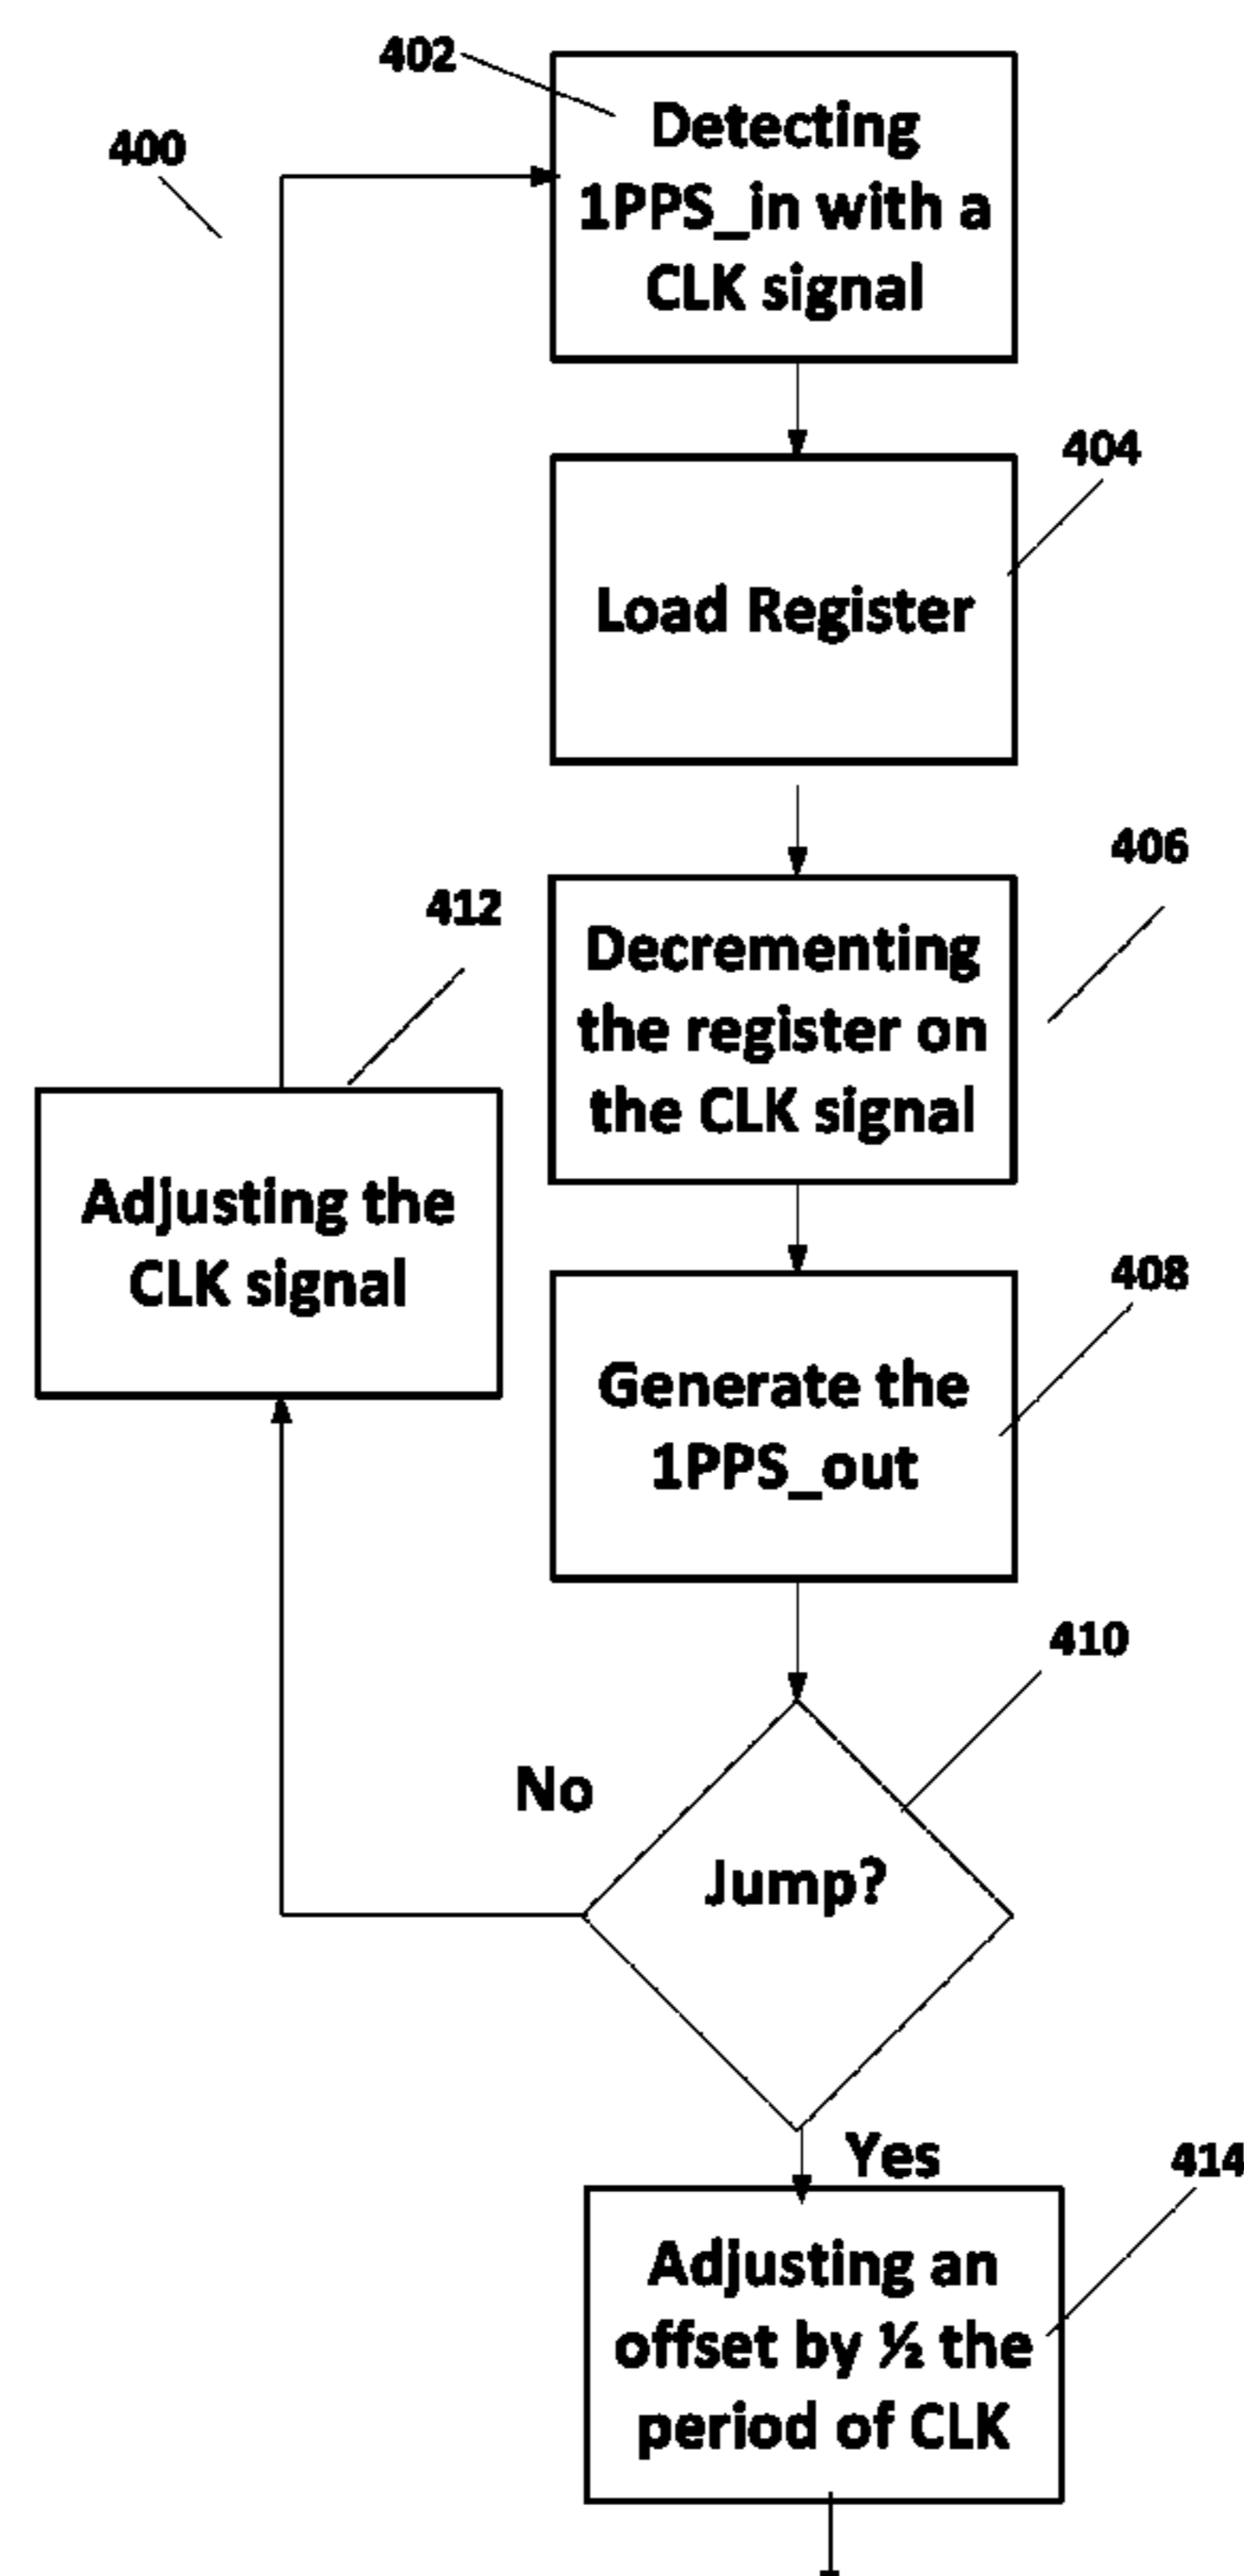 402
Detecting
1PPS_in with a
CLK signal
400
404
Load Register
406
Decrementing
the register on
the CLK signal
412
Adjusting the
CLK signal
408
Generate the
1PPS_out
410
No
Jump?
Yes
414
Adjusting an
offset by ½ the
period of CLK